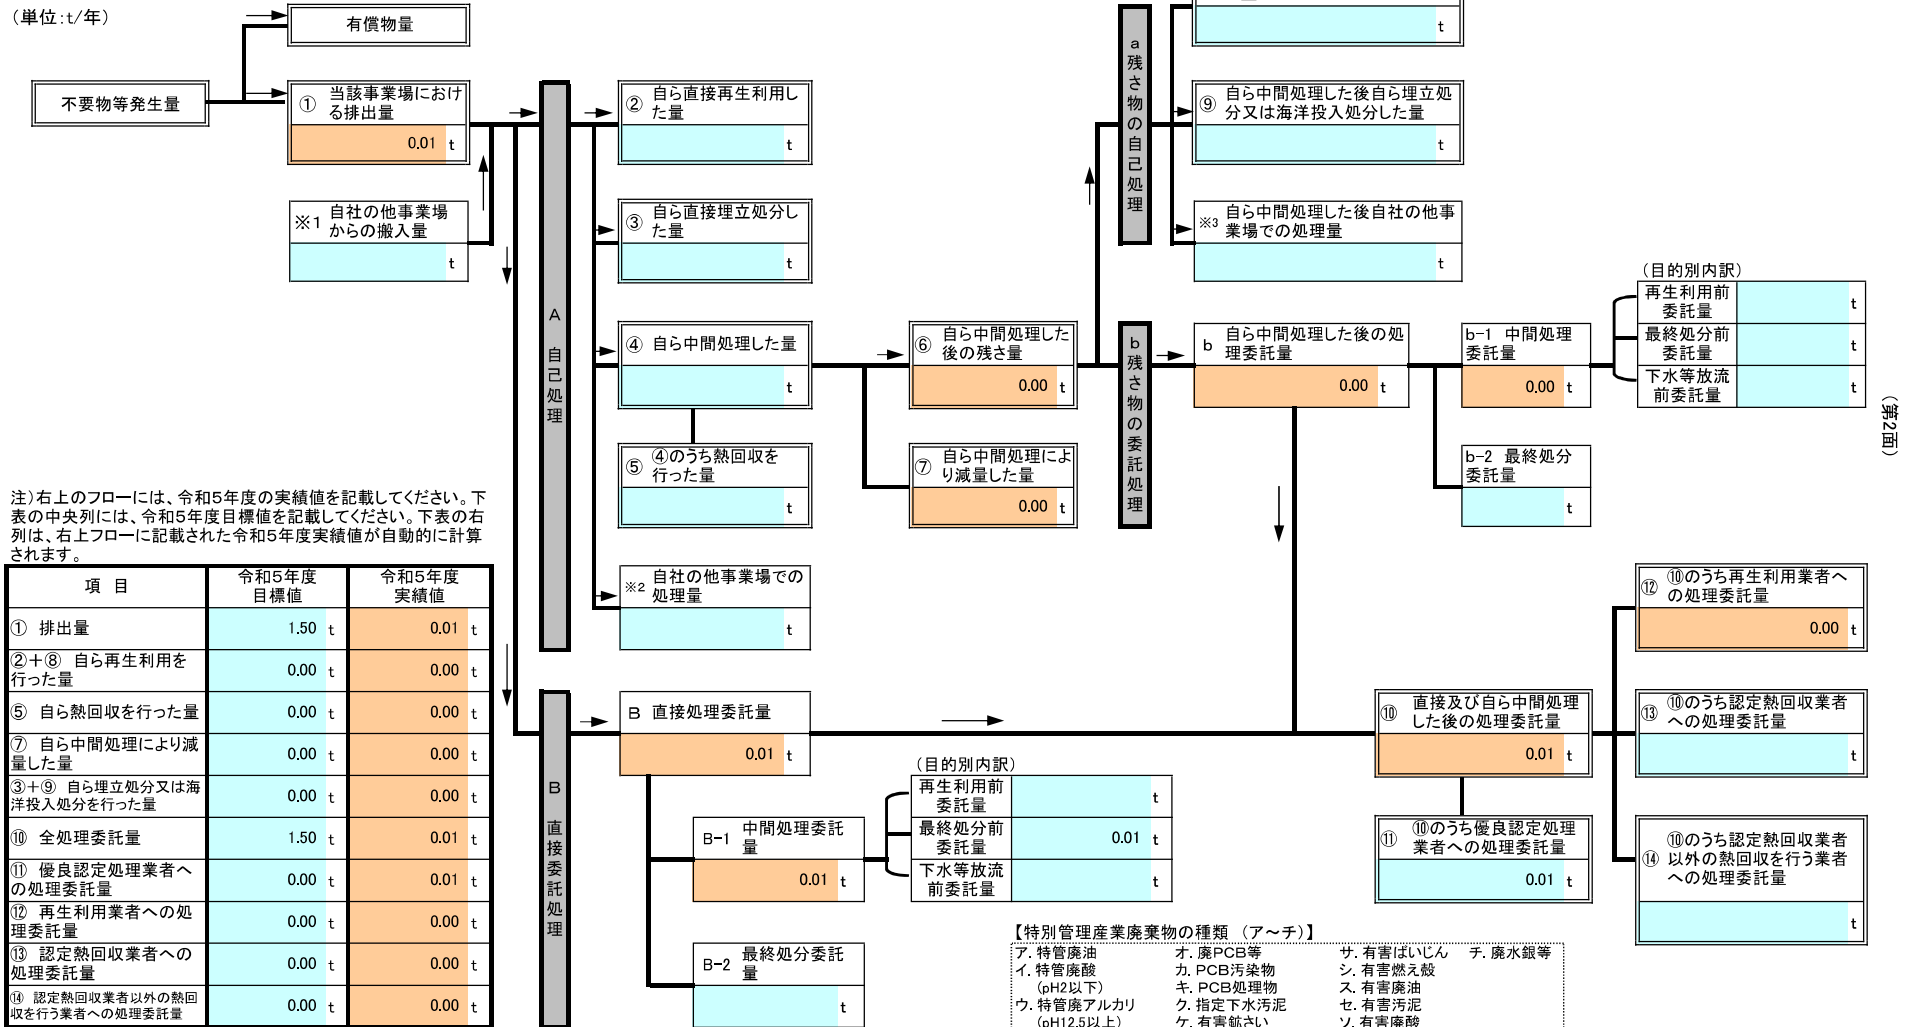 （単位:t/年）
有償物量
不要物等発生量
① 当該事業場におけ
る排出量
0.01 t
※1 自社の他事業場
からの搬入量
t
A 自己処理
② 自ら直接再生利用し
た量
t
③ 自ら直接埋立処分し
た量
t
④ 自ら中間処理した量
t
⑤ ④のうち熱回収を
行った量
t
※2 自社の他事業場での
処理量
t
⑥ 自ら中間処理した
後の残さ量
0.00 t
⑦ 自ら中間処理によ
り減量した量
0.00 t
a 残さ物の自己処理
t
⑨ 自ら中間処理した後自ら埋立処
分又は海洋投入処分した量
t
※3 自ら中間処理した後自社の他事
業場での処理量
t
b 残さ物の委託処理
b 自ら中間処理した後の処
理委託量
0.00 t
b-1 中間処理
委託量
0.00 t
b-2 最終処分
委託量
t
（目的別内訳）
再生利用前
委託量
t
最終処分前
委託量
t
下水等放流
前委託量
t
（第2面）
注）右上のフローには、令和5年度の実績値を記載してください。下
表の中央列には、令和5年度目標値を記載してください。下表の右
列は、右上フローに記載された令和5年度実績値が自動的に計算
されます。
項 目
令和5年度
目標値
令和5年度
実績値
① 排出量 1.50 t 0.01 t
②＋⑧ 自ら再生利用を
行った量 0.00 t 0.00 t
⑤ 自ら熱回収を行った量 0.00 t 0.00 t
⑦ 自ら中間処理により減
量した量 0.00 t 0.00 t
③＋⑨ 自ら埋立処分又は海
洋投入処分を行った量 0.00 t 0.00 t
⑩ 全処理委託量 1.50 t 0.01 t
⑪ 優良認定処理業者へ
の処理委託量 0.00 t 0.01 t
⑫ 再生利用業者への処
理委託量 0.00 t 0.00 t
⑬ 認定熱回収業者への
処理委託量 0.00 t 0.00 t
⑭ 認定熱回収業者以外の熱回
収を行う業者への処理委託量 0.00 t 0.00 t
B 直接委託処理
B 直接処理委託量
0.01 t
B-1 中間処理委託
量
0.01 t
B-2 最終処分委託
量
t
（目的別内訳）
再生利用前
委託量
t
最終処分前
委託量
0.01 t
下水等放流
前委託量
t
⑩ 直接及び自ら中間処理
した後の処理委託量
0.01 t
⑪ ⑩のうち優良認定処理
業者への処理委託量
0.01 t
⑫ ⑩のうち再生利用業者へ
の処理委託量
0.00 t
⑬ ⑩のうち認定熱回収業者
への処理委託量
t
⑭ ⑩のうち認定熱回収業者
以外の熱回収を行う業者
への処理委託量
t
【特別管理産業廃棄物の種類 （ア～チ）】
ア. 特管廃油 オ. 廃PCB等 サ. 有害ばいじん チ. 廃水銀等
イ. 特管廃酸 カ. PCB汚染物 シ. 有害燃え殻
（pH2以下） キ. PCB処理物 ス. 有害廃油
ウ. 特管廃アルカリ ク. 指定下水汚泥 セ. 有害汚泥
（pH12.5以上） ケ. 有害鉱さい ソ. 有害廃酸